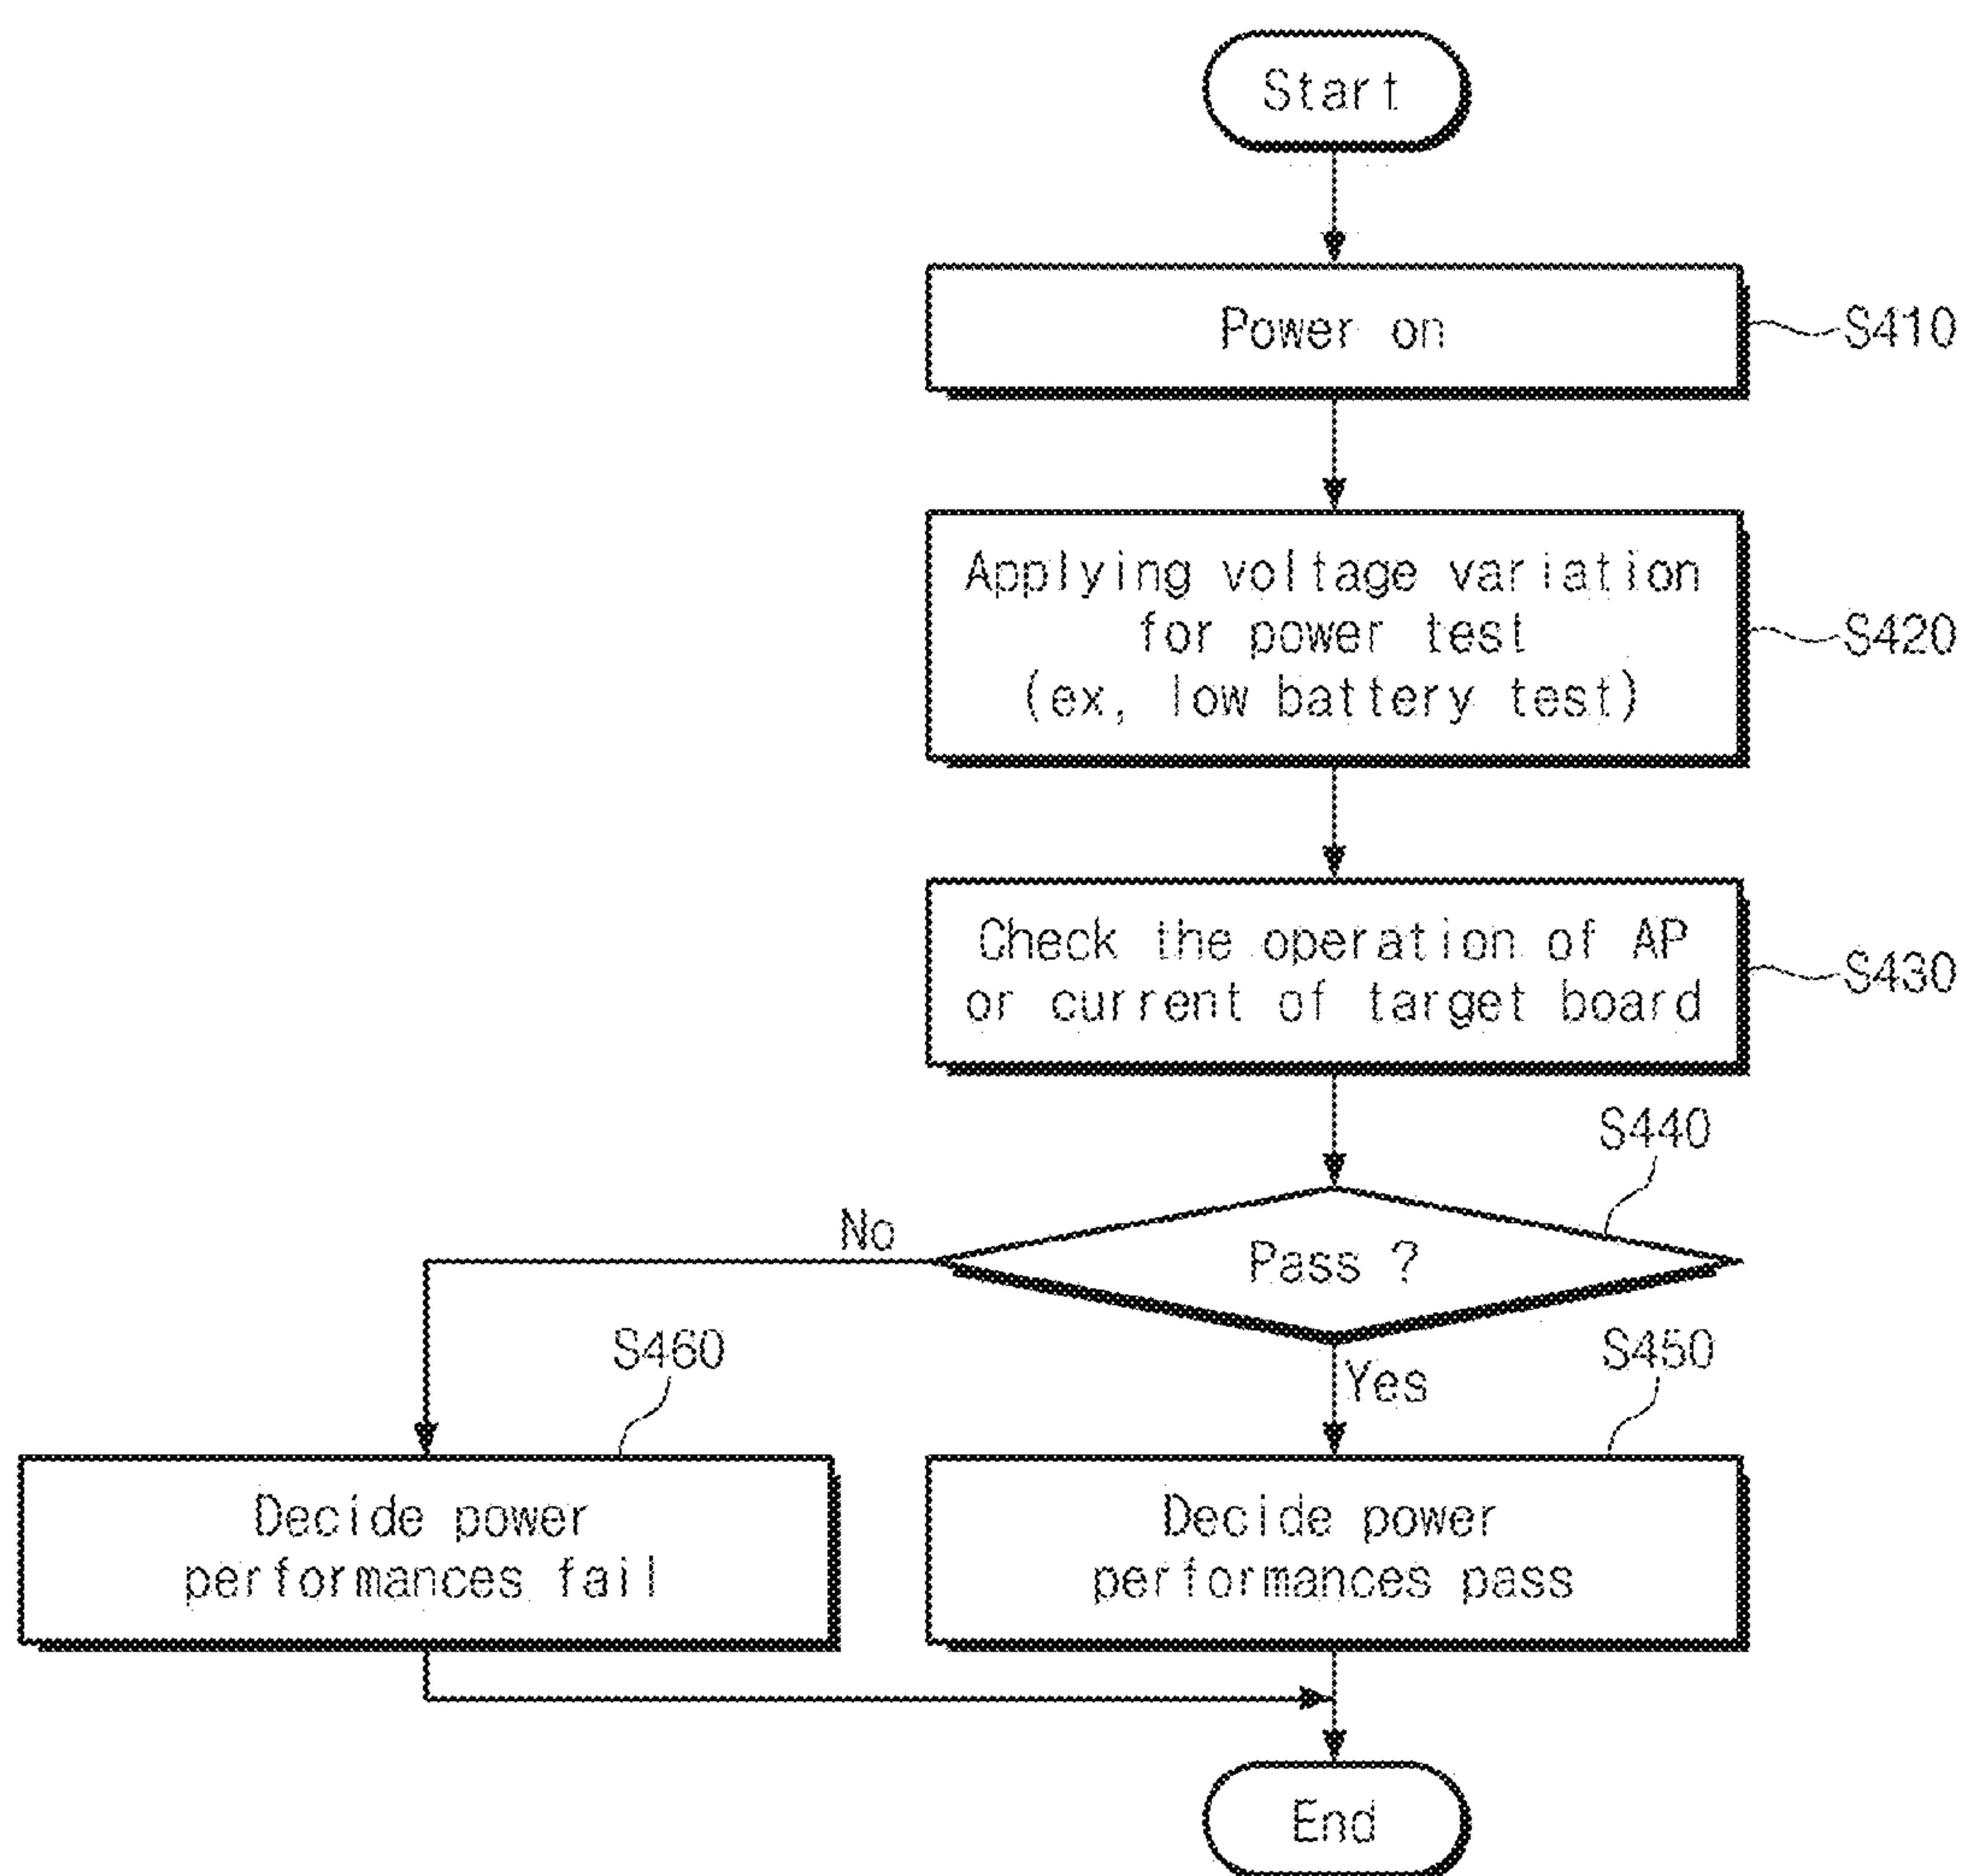 Start
Power on
S410
Applying voltage variation
for power test
(ex, low battery test)
S420
Check the operation of AP
or current of target board
S430
S440
No
Pass ?
S460
S450
Yes
Decide power
performances fail
Decide power
performances pass
End